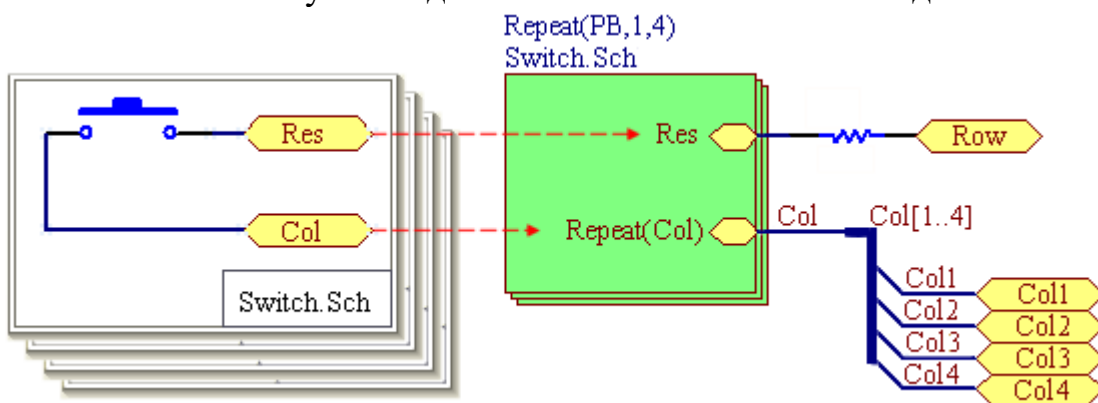 Repeat(PB,1,4)
Switch.Sch
Res
Col
Switch.Sch
Res
Repeat(Col)
Row
Col
Col[1..4]
Col1
Col1
Col2
Col2
Col3
Col3
Col4
Col4